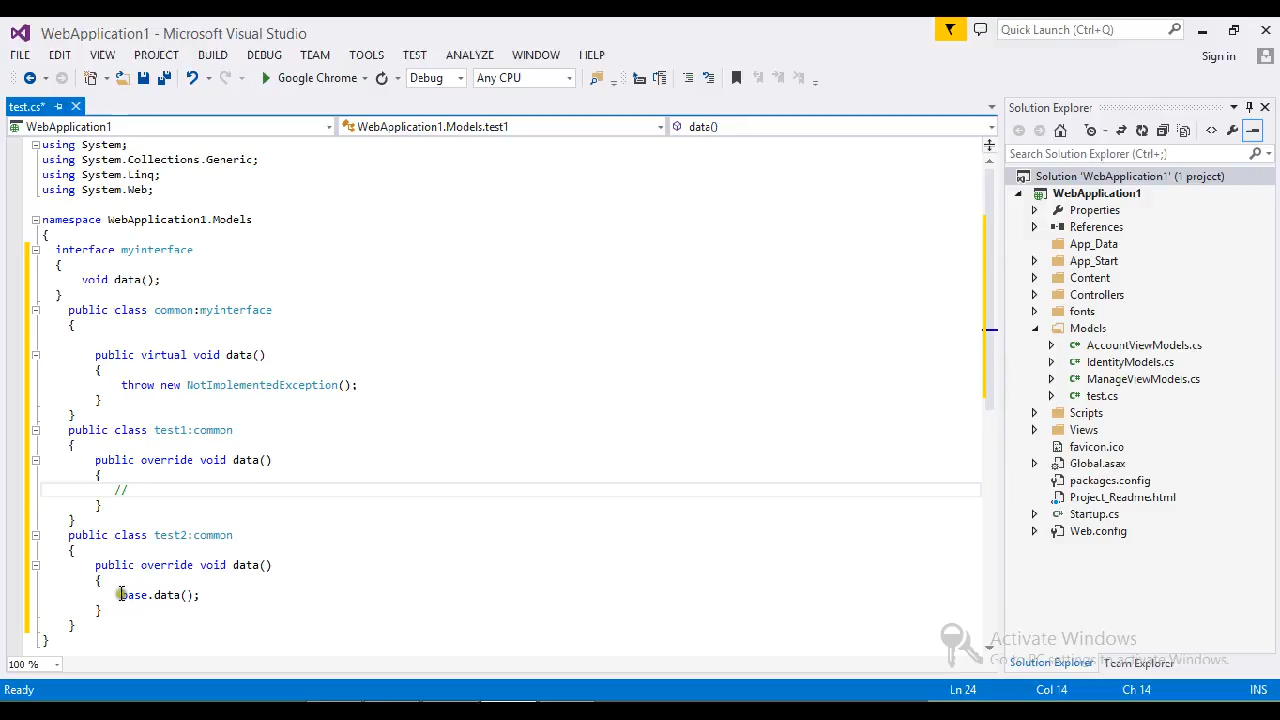 WebApplication1 - Microsoft Visual Studio
Quick Launch (Ctrl+Q)
FILE EDIT VIEW PROJECT BUILD DEBUG TEAM TOOLS TEST ANALYZE WINDOW HELP
Sign in
Google Chrome Debug Any CPU
test.cs*
WebApplication1 WebApplication1.Models.test1 data()
using System;
using System.Collections.Generic;
using System.Linq;
using System.Web;
namespace WebApplication1.Models
{
interface myinterface
{
void data();
}
public class common:myinterface
{
public virtual void data()
{
throw new NotImplementedException();
}
}
public class test1:common
{
public override void data()
{
//
}
}
public class test2:common
{
public override void data()
{
base.data();
}
}
}
100 %
Solution Explorer
Search Solution Explorer (Ctrl+;)
Solution 'WebApplication1' (1 project)
WebApplication1
Properties
References
App_Data
App_Start
Content
Controllers
fonts
Models
AccountViewModels.cs
IdentityModels.cs
ManageViewModels.cs
test.cs
Scripts
Views
favicon.ico
Global.asax
packages.config
Project_Readme.html
Startup.cs
Web.config
Activate Windows
Go to PC settings to activate Windows.
Solution Explorer Team Explorer
Ready Ln 24 Col 14 Ch 14 INS